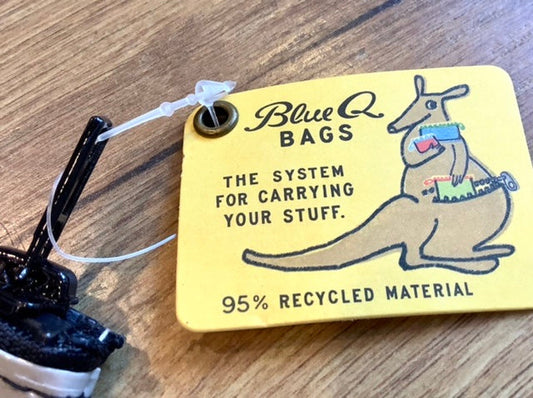 Blue Q
BAGS
THE SYSTEM
FOR CARRYING
YOUR STUFF.
95% RECYCLED MATERIAL